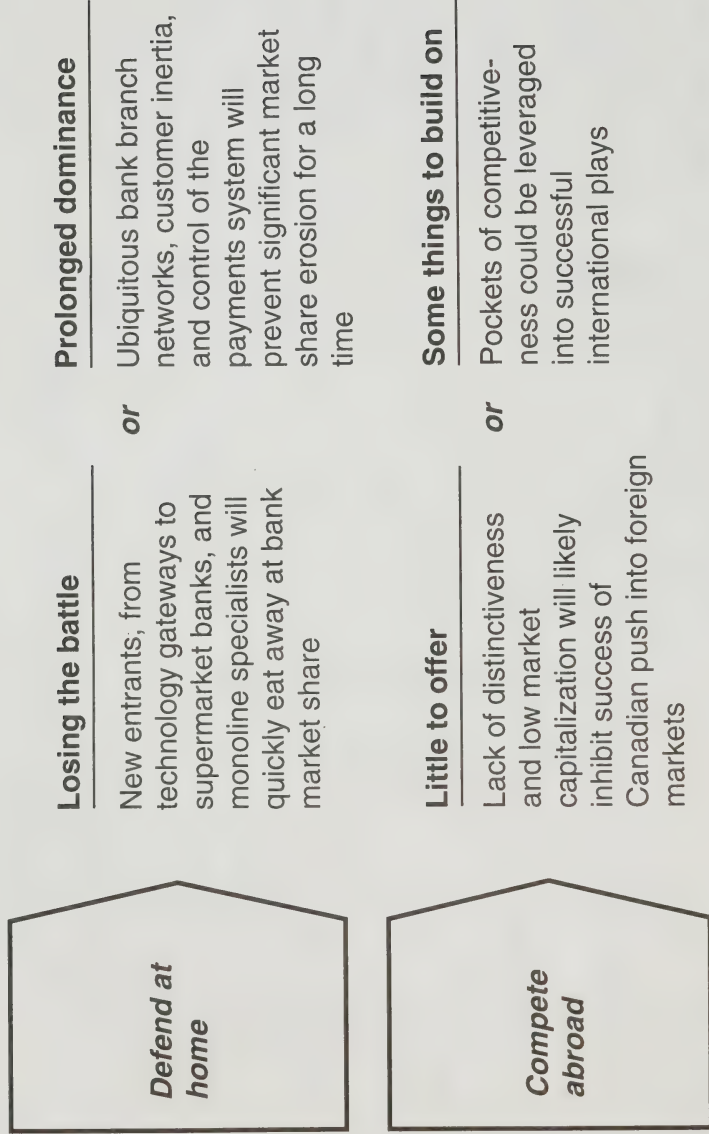 Defend at
home
Losing the battle
New entrants, from
technology gateways to
supermarket banks, and
monoline specialists will
quickly eat away at bank
market share
or
Prolonged dominance
Ubiquitous bank branch
networks, customer inertia,
and control of the
payments system will
prevent significant market
share erosion for a long
time
Compete
abroad
Little to offer
Lack of distinctiveness
and low market
capitalization will likely
inhibit success of
Canadian push into foreign
markets
or
Some things to build on
Pockets of competitive-
ness could be leveraged
into successful
international plays